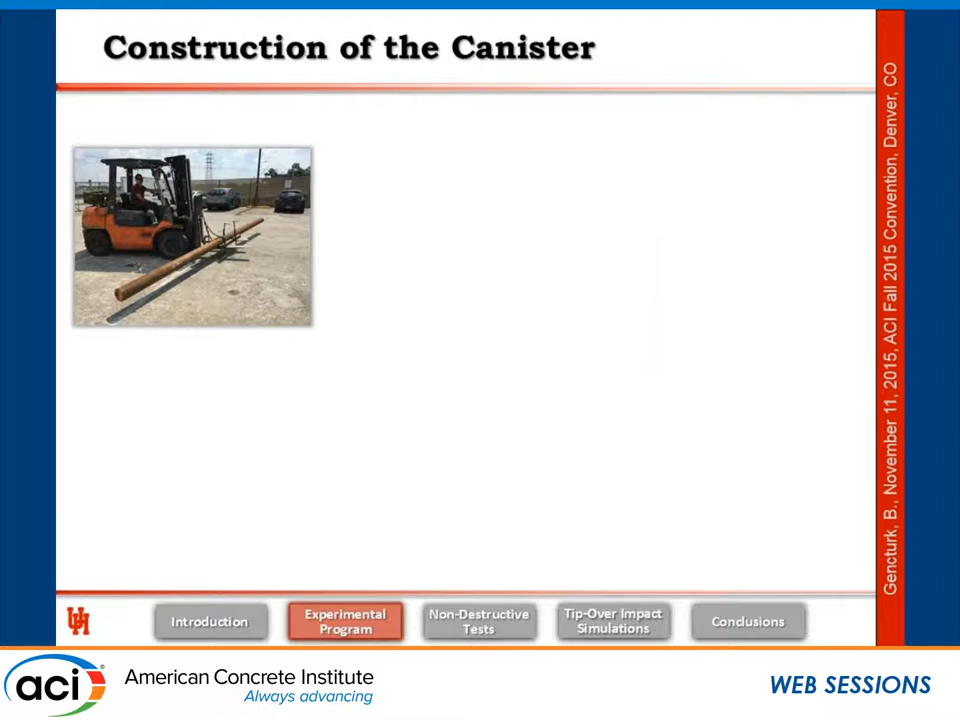 Construction of the Canister
Gencturk, B., November 11, 2015, ACI Fall 2015 Convention, Denver, CO
UH
Introduction
Experimental
Program
Non-Destructive
Tests
Tip-Over Impact
Simulations
Conclusions
aci®
American Concrete Institute
Always advancing
WEB SESSIONS